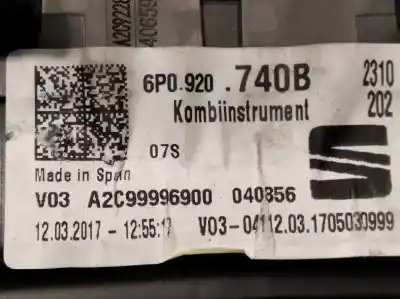 6P0.920 .740B 2310
Kombiinstrument 202
07S
Made in Spain
V03 A2C99996900 040856
12.03.2017 - 12:55:17 V03-04112.03.1705030999